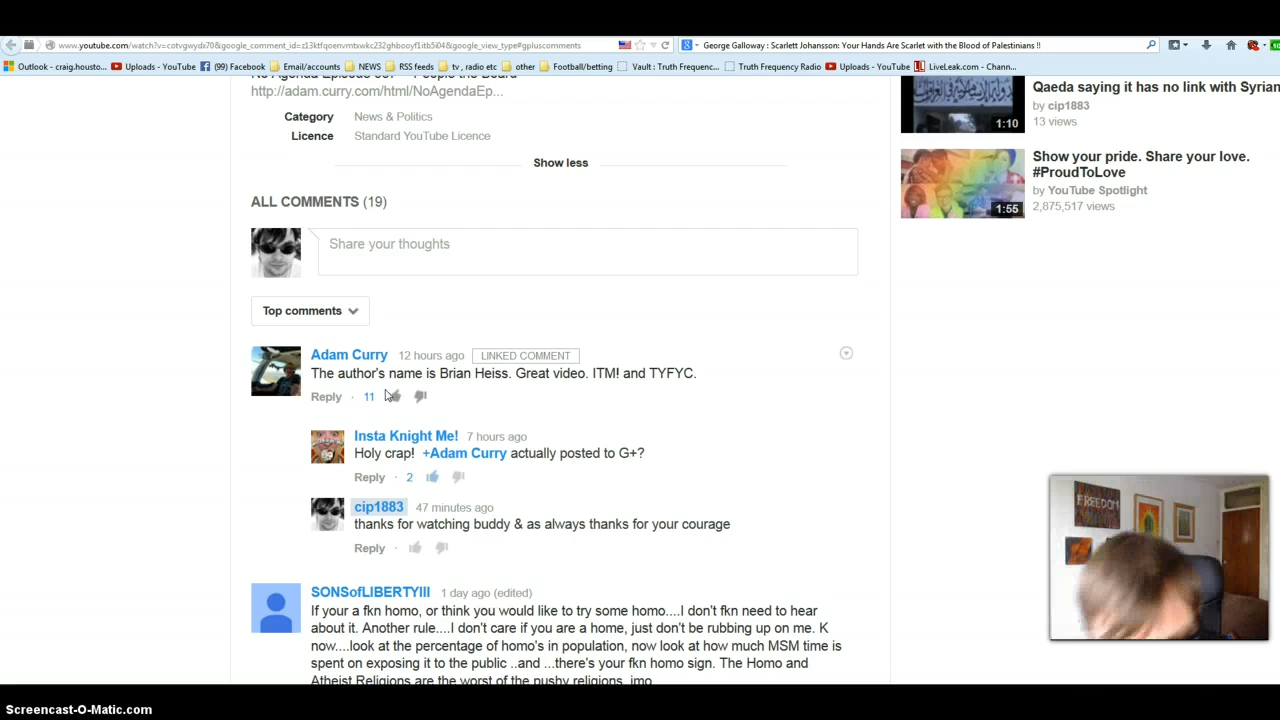 www.youtube.com/watch?v=cotvgwydx70&google_comment_id=z13ktfqoenvmtxwkc232ghbooyf1itb5i04&google_view_type#gpluscomments
George Galloway : Scarlett Johansson: Your Hands Are Scarlet with the Blood of Palestinians !!
Outlook - craig.housto... Uploads - YouTube (99) Facebook Email/accounts NEWS RSS feeds tv , radio etc other Football/betting Vault : Truth Frequenc... Truth Frequency Radio Uploads - YouTube LiveLeak.com - Chann...
http://adam.curry.com/html/NoAgendaEp...
Category News & Politics
Licence Standard YouTube Licence
Show less
ALL COMMENTS (19)
Share your thoughts
Top comments
Adam Curry 12 hours ago LINKED COMMENT
The author's name is Brian Heiss. Great video. ITM! and TYFYC.
Reply · 11
Insta Knight Me! 7 hours ago
Holy crap! +Adam Curry actually posted to G+?
Reply · 2
cip1883 47 minutes ago
thanks for watching buddy & as always thanks for your courage
Reply ·
SONSofLIBERTYIII 1 day ago (edited)
If your a fkn homo, or think you would like to try some homo....I don't fkn need to hear
about it. Another rule....I don't care if you are a home, just don't be rubbing up on me. K
now....look at the percentage of homo's in population, now look at how much MSM time is
spent on exposing it to the public ..and ...there's your fkn homo sign. The Homo and
Atheist Religions are the worst of the pushy religions, imo
Qaeda saying it has no link with Syrian
by cip1883
13 views
1:10
Show your pride. Share your love.
#ProudToLove
by YouTube Spotlight
2,875,517 views
1:55
FREEDOM
Screencast-O-Matic.com